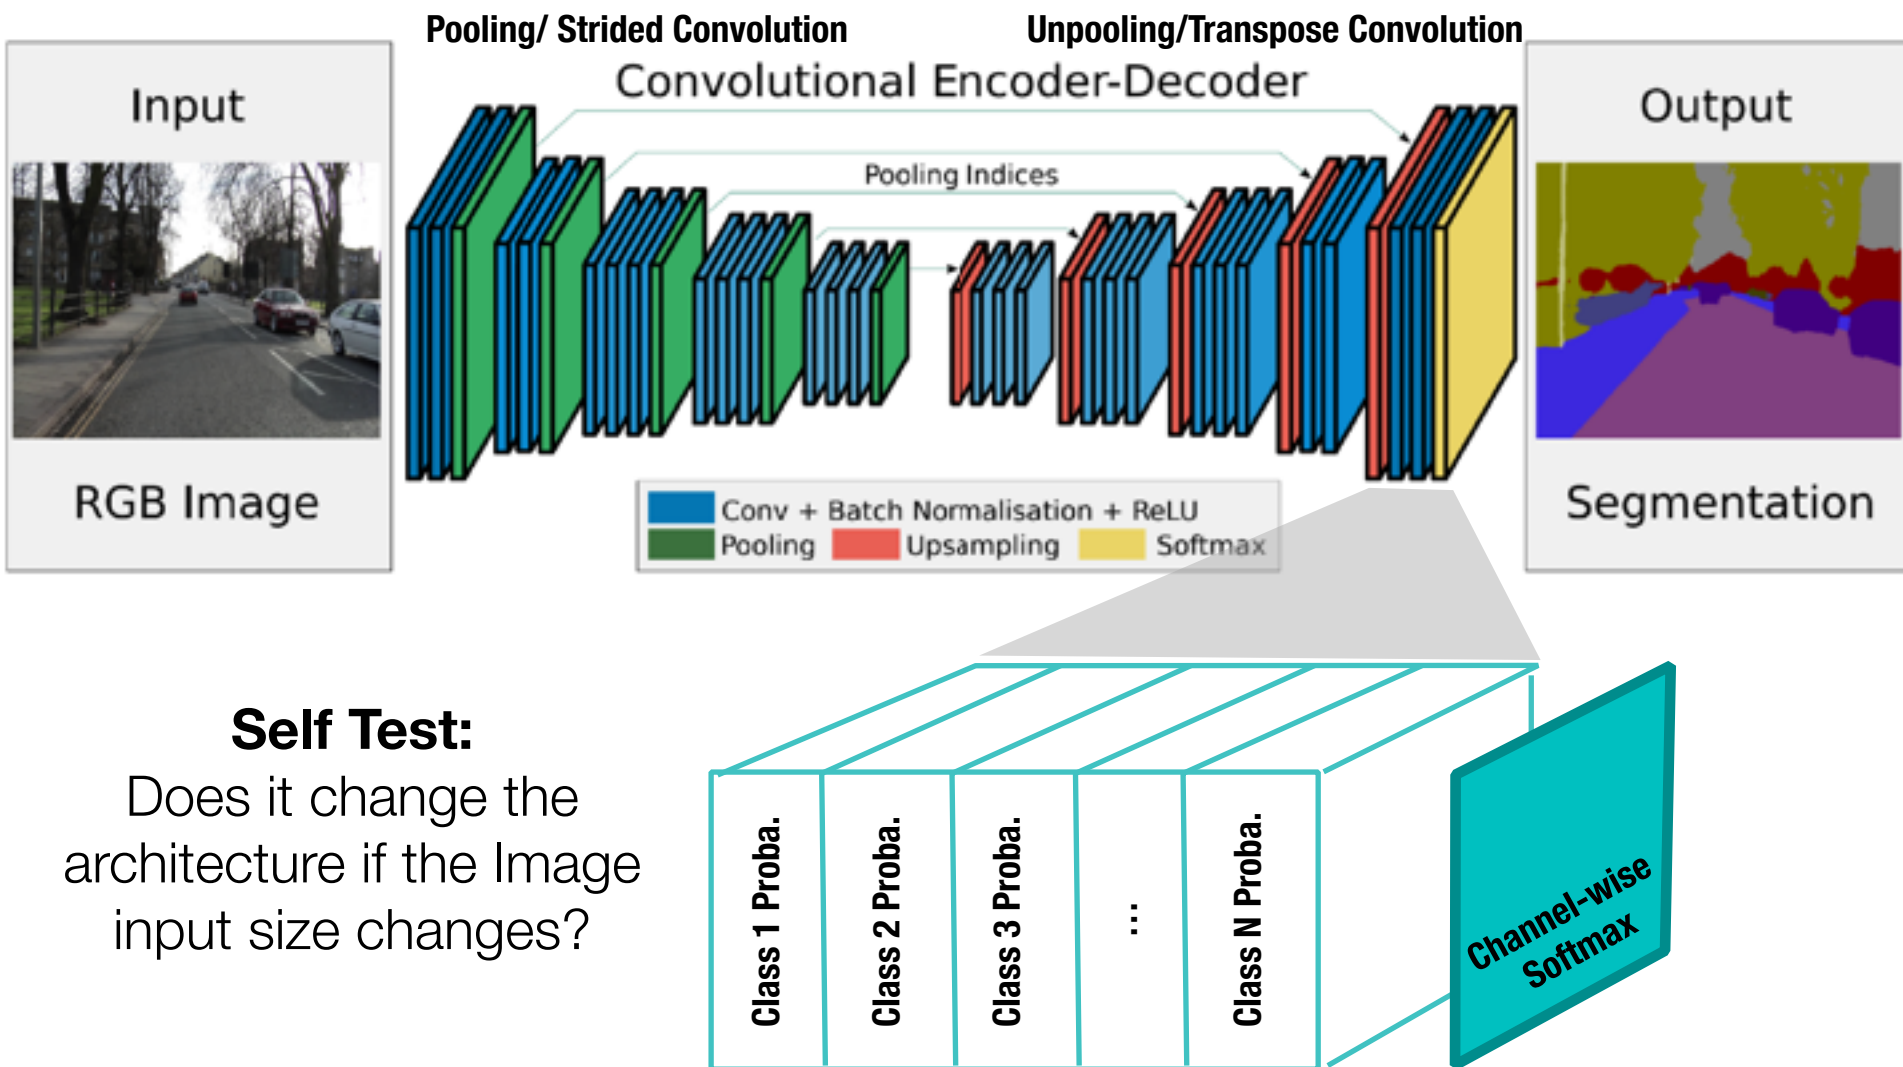 Pooling/ Strided Convolution
Unpooling/Transpose Convolution
Convolutional Encoder-Decoder
Input
Output
Pooling Indices
RGB Image
Segmentation
Conv + Batch Normalisation + ReLU
Pooling
Upsampling
Softmax
Self Test:
Does it change the
architecture if the Image
input size changes?
Class 1 Proba.
Class 2 Proba.
Class 3 Proba.
...
Class N Proba.
Channel-wise
Softmax